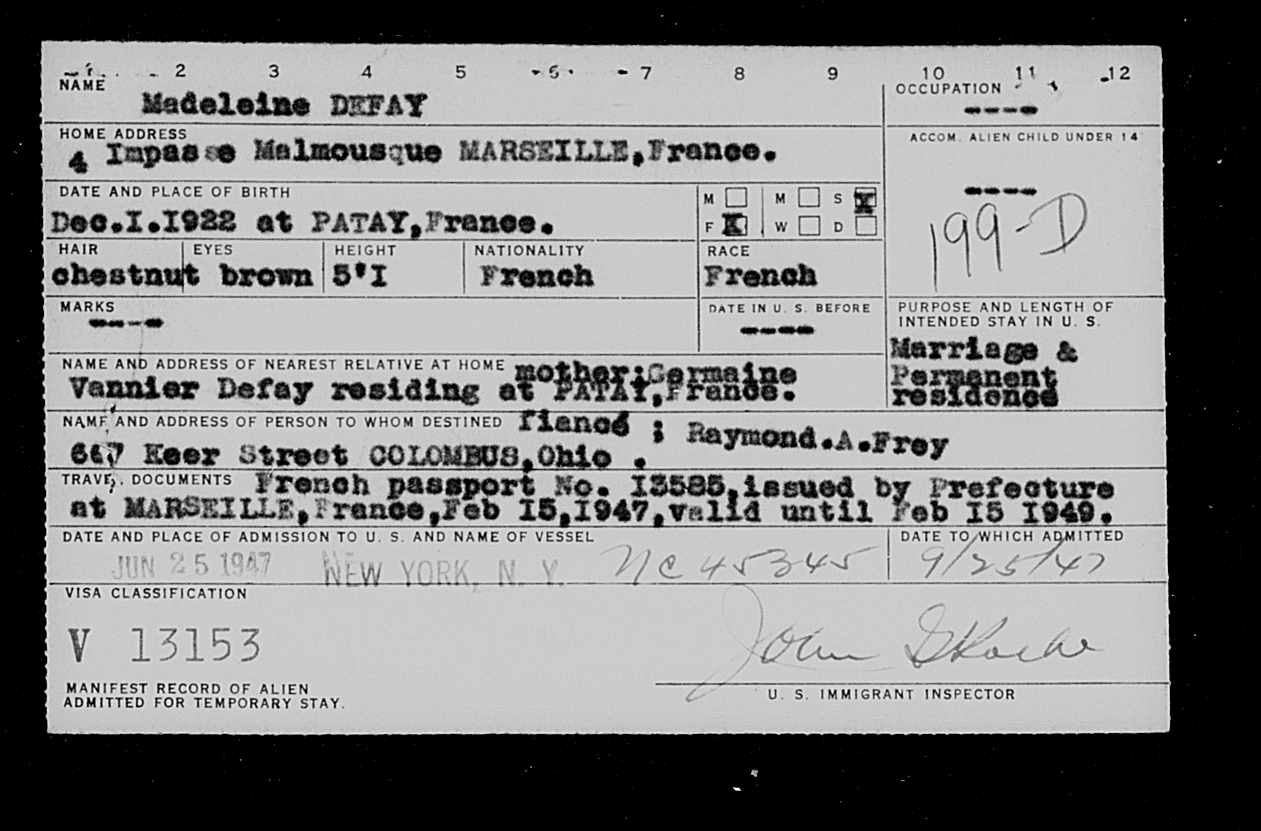 1 2 3 4 5 6 7 8 9 10 11 12
NAME
Madeleine DEFAY
OCCUPATION
----
HOME ADDRESS
4 Impasse Malmousque MARSEILLE,France.
ACCOM. ALIEN CHILD UNDER 14
----
199-D
DATE AND PLACE OF BIRTH
Dec.I.I922 at PATAY,France.
M M S X
F X W D
HAIR EYES HEIGHT NATIONALITY RACE
chestnut brown 5'I French French
MARKS
----
DATE IN U. S. BEFORE
----
PURPOSE AND LENGTH OF
INTENDED STAY IN U. S.
Marriage &
Permanent
residence
NAME AND ADDRESS OF NEAREST RELATIVE AT HOME mother:Germaine
Vannier Defay residing at PATAY,France.
NAME AND ADDRESS OF PERSON TO WHOM DESTINED fiancé ; Raymond.A.Frey
Keer Street COLOMBUS,Ohio .
TRAVEL DOCUMENTS French passport No. I3585,issued by Prefecture
at MARSEILLE,France,Feb I5,I947,valid until Feb I5 I949.
DATE AND PLACE OF ADMISSION TO U. S. AND NAME OF VESSEL
JUN 25 1947 NEW YORK, N. Y. NC 45345
DATE TO WHICH ADMITTED
9/25/47
VISA CLASSIFICATION
V 13153
John
MANIFEST RECORD OF ALIEN
ADMITTED FOR TEMPORARY STAY.
U. S. IMMIGRANT INSPECTOR